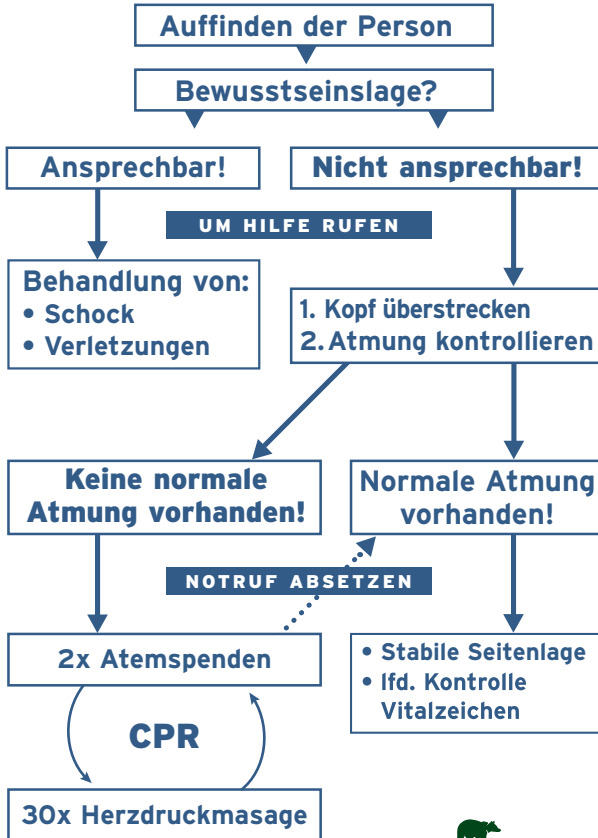 Auffinden der Person
Bewusstseinslage?
Ansprechbar!
Nicht ansprechbar!
UM HILFE RUFEN
Behandlung von:
• Schock
• Verletzungen
1. Kopf überstrecken
2. Atmung kontrollieren
Keine normale
Atmung vorhanden!
Normale Atmung
vorhanden!
NOTRUF ABSETZEN
2x Atemspenden
• Stabile Seitenlage
• lfd. Kontrolle
Vitalzeichen
CPR
30x Herzdruckmasage